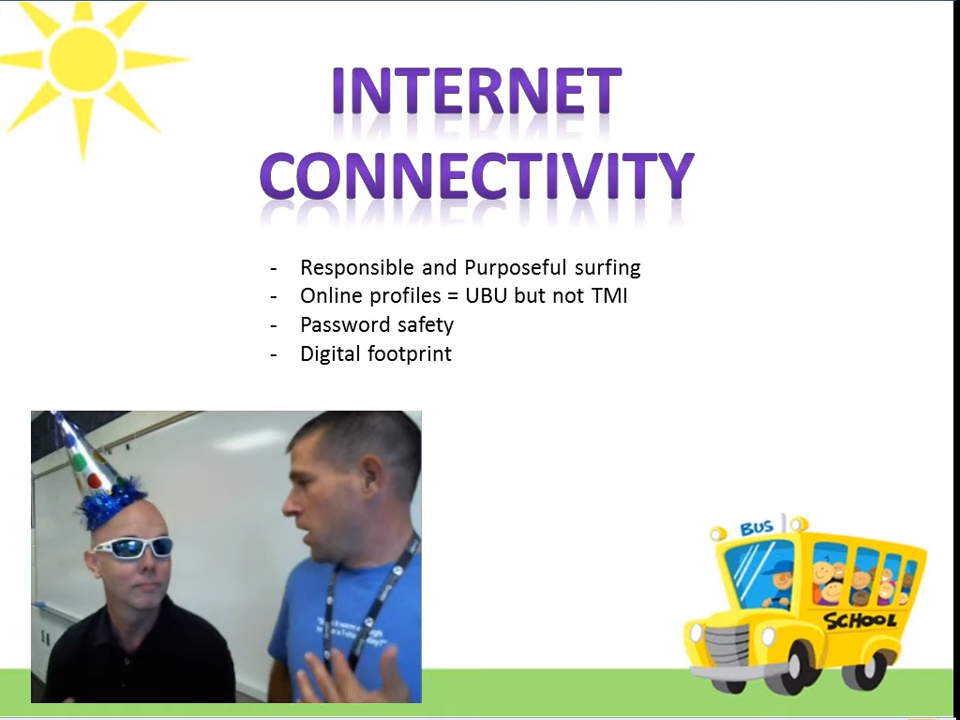 INTERNET
CONNECTIVITY
- Responsible and Purposeful surfing
- Online profiles = UBU but not TMI
- Password safety
- Digital footprint
BUS
SCHOOL